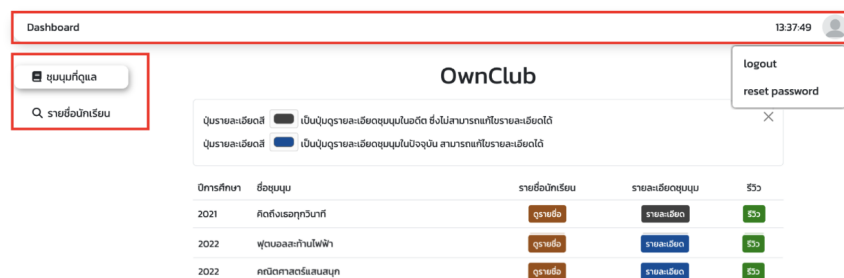 Dashboard 13:37:49
logout
reset password
ชุมนุมที่ดูแล
รายชื่อนักเรียน
OwnClub
ปุ่มรายละเอียดสี เป็นปุ่มดูรายละเอียดชุมนุมในอดีต ซึ่งไม่สามารถแก้ไขรายละเอียดได้
ปุ่มรายละเอียดสี เป็นปุ่มดูรายละเอียดชุมนุมในปัจจุบัน สามารถแก้ไขรายละเอียดได้
ปีการศึกษา ชื่อชุมนุม รายชื่อนักเรียน รายละเอียดชุมนุม รีวิว
2021 คิดถึงเธอทุกวินาที ดูรายชื่อ รายละเอียด รีวิว
2022 ฟุตบอลสะท้านไฟฟ้า ดูรายชื่อ รายละเอียด รีวิว
2022 คณิตศาสตร์แสนสนุก ดูรายชื่อ รายละเอียด รีวิว